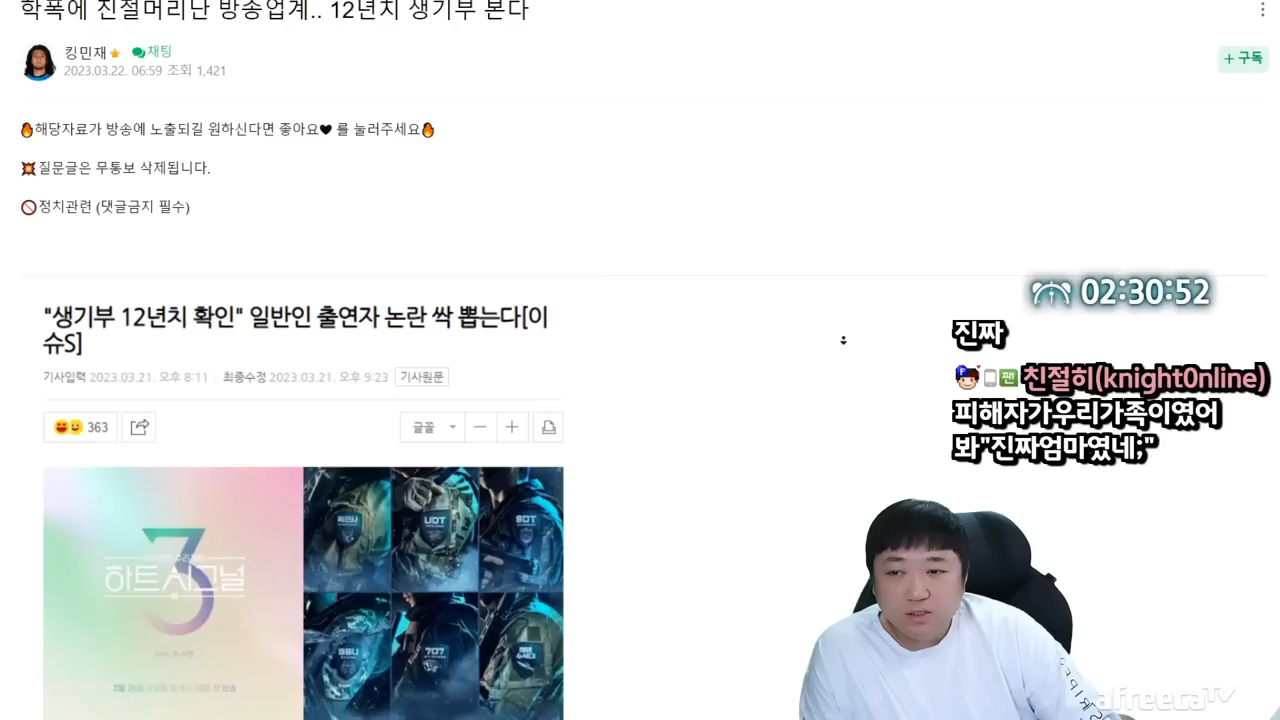 학폭에 진절머리난 방송업계.. 12년치 생기부 본다
킹민재 채팅
2023.03.22. 06:59 조회 1,421
+ 구독
🔥해당자료가 방송에 노출되길 원하신다면 좋아요🖤 를 눌러주세요🔥
💥질문글은 무통보 삭제됩니다.
🚫정치관련 (댓글금지 필수)
"생기부 12년치 확인" 일반인 출연자 논란 싹 뽑는다[이
슈S]
기사입력 2023.03.21. 오후 8:11 최종수정 2023.03.21. 오후 9:23 기사원문
363
글꼴
02:30:52
진짜
친절히(knight0nline)
피해자가우리가족이였어
봐"진짜엄마였네;"
하트시그널
3
UDT
SDT
707
afreecaTV